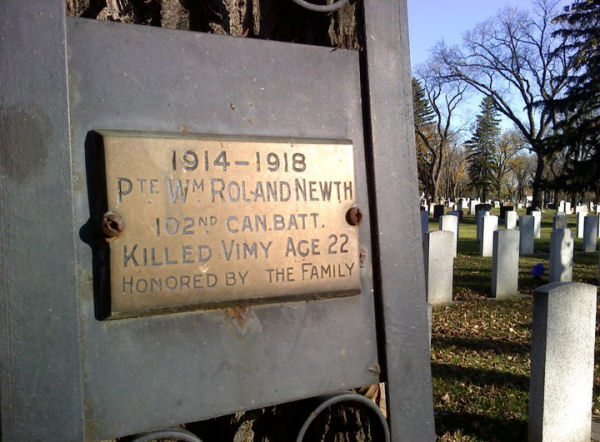 1914-1918
PTE WM ROLAND NEWTH
102ND CAN. BATT.
KILLED VIMY AGE 22
HONORED BY THE FAMILY